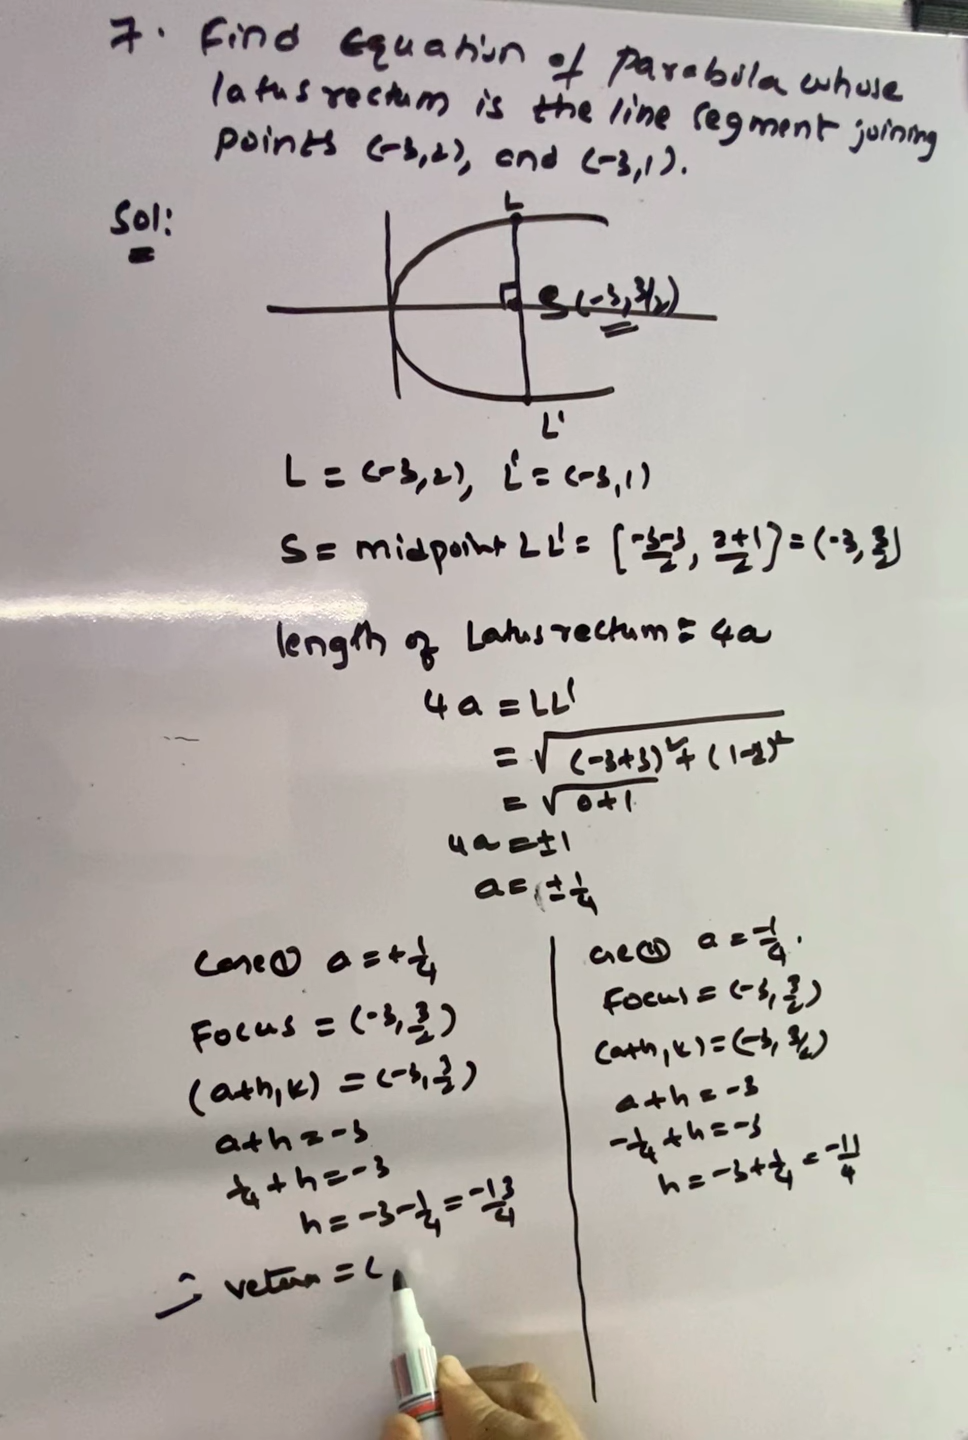 7. Find Equation of Parabola whose
latus rectum is the line segment joining
points (-3,2), and (-3,1).
Sol:
L
S(-3, 3/2)
L'
L = (-3,2), L' = (-3,1)
S = midpoint LL' = [-3-3/2, 2+1/2] = (-3, 3/2)
length of Latus rectum = 4a
4a = LL'
= √(-3+3)² + (1-2)²
= √0+1
4a = ±1
a = ±1/4
Case① a = +1/4
Focus = (-3, 3/2)
(a+h, k) = (-3, 3/2)
a+h = -3
1/4 + h = -3
h = -3 - 1/4 = -13/4
= (
a = -1/4.
Focus = (-3, 3/2)
(a+h, k) = (-3, 3/2)
a+h = -3
-1/4 + h = -3
h = -3 + 1/4 = -11/4